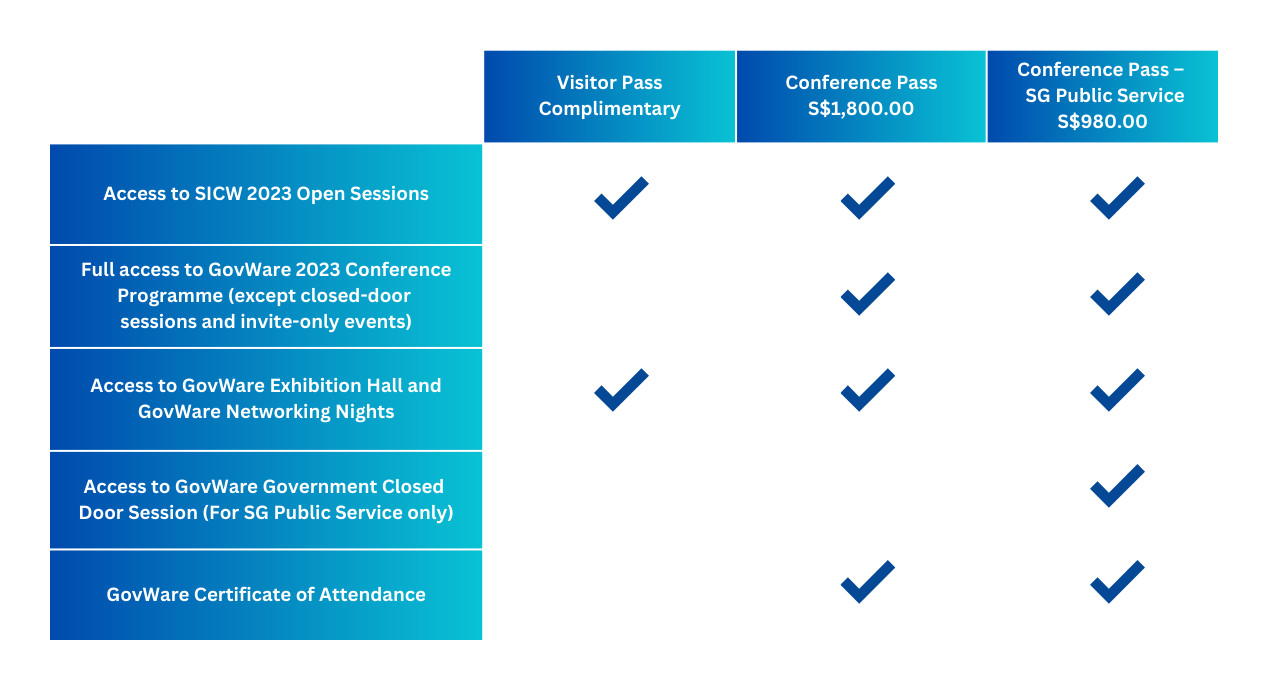 Visitor Pass
Complimentary
Conference Pass
S$1,800.00
Conference Pass –
SG Public Service
S$980.00
Access to SICW 2023 Open Sessions
Full access to GovWare 2023 Conference
Programme (except closed-door
sessions and invite-only events)
Access to GovWare Exhibition Hall and
GovWare Networking Nights
Access to GovWare Government Closed
Door Session (For SG Public Service only)
GovWare Certificate of Attendance